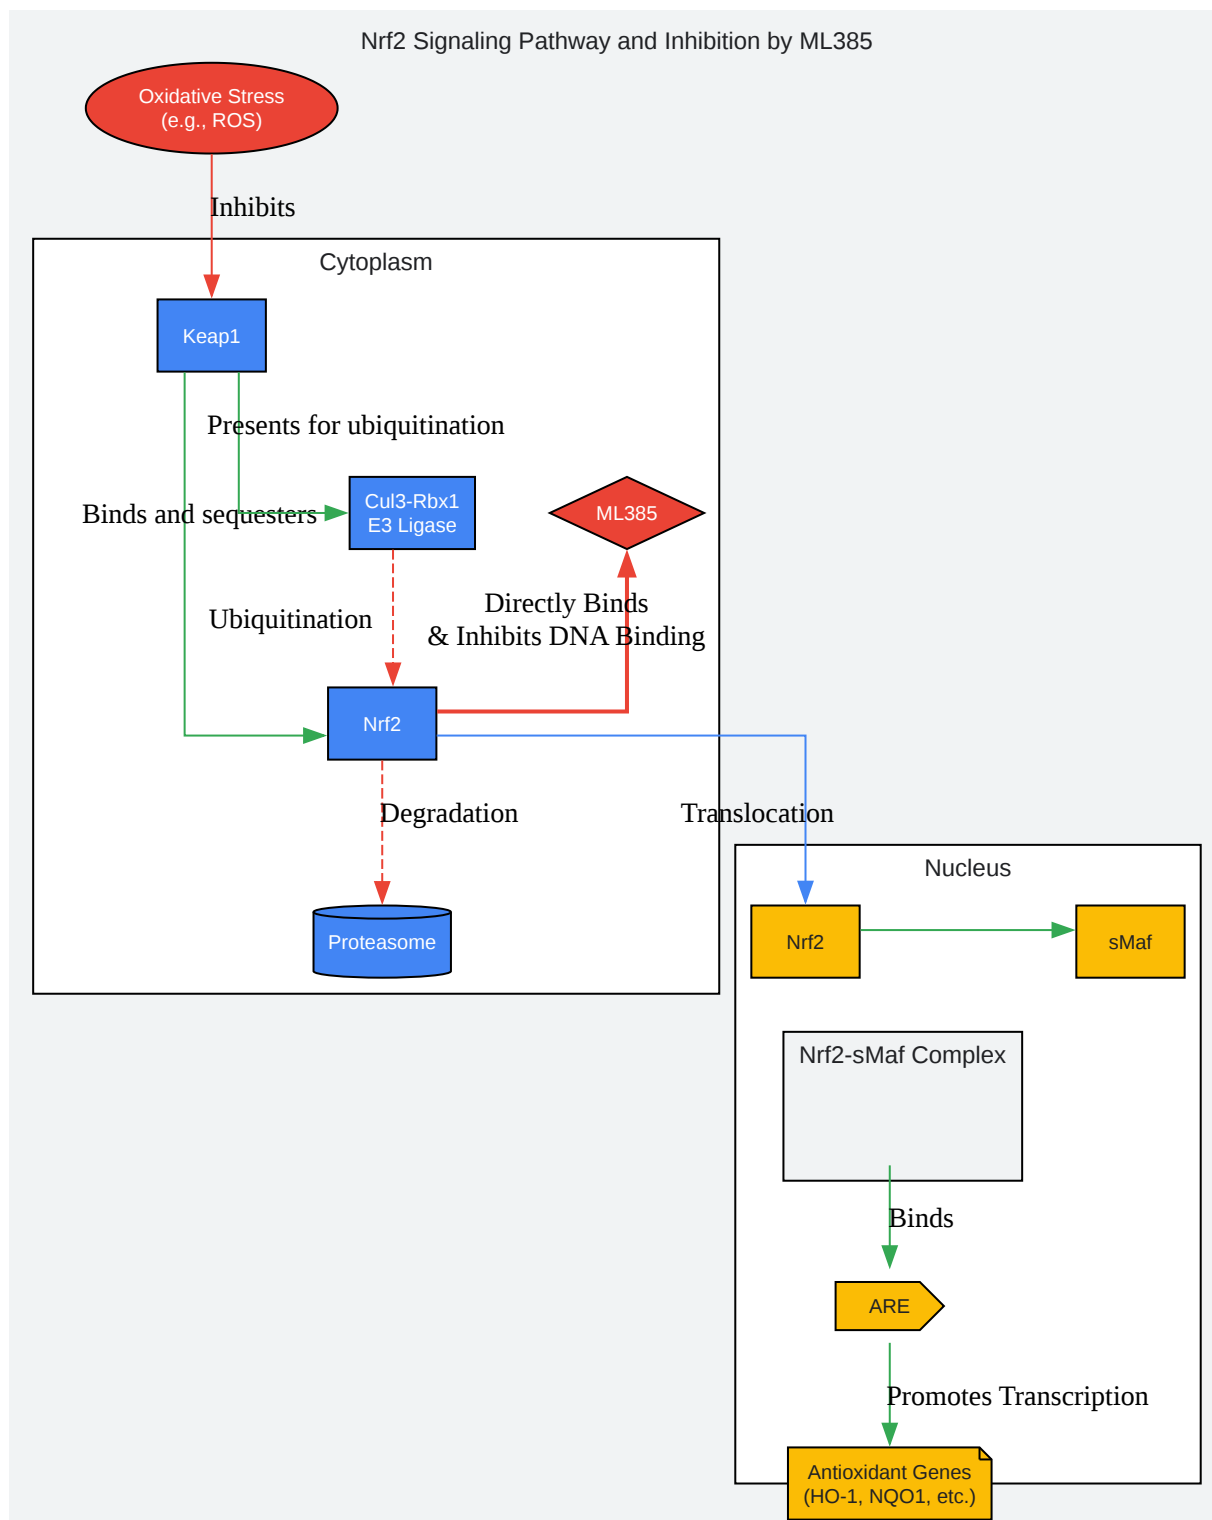 Nrf2 Signaling Pathway and Inhibition by ML385
Oxidative Stress
(e.g., ROS)
Inhibits
Cytoplasm
Keap1
Presents for ubiquitination
Binds and sequesters
Cul3-Rbx1
E3 Ligase
ML385
Ubiquitination
Directly Binds
& Inhibits DNA Binding
Nrf2
Degradation
Translocation
Proteasome
Nucleus
Nrf2
sMaf
Nrf2-sMaf Complex
Binds
ARE
Promotes Transcription
Antioxidant Genes
(HO-1, NQO1, etc.)